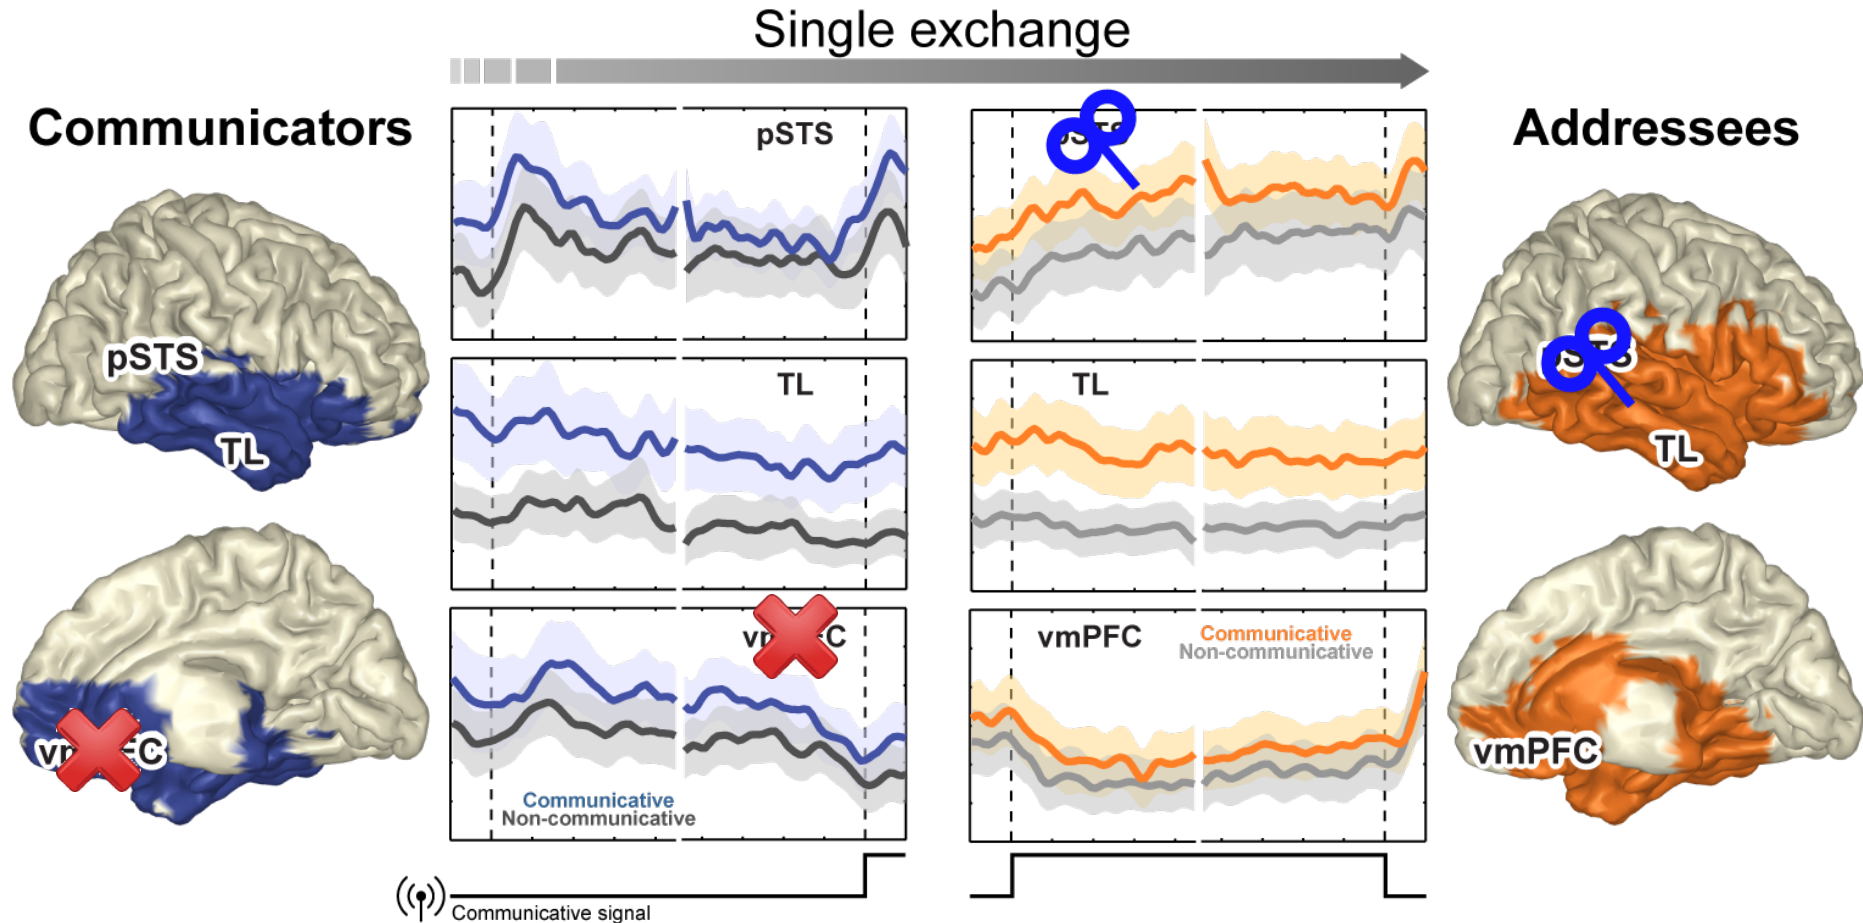 Single exchange
Communicators
Addressees
pSTS
TL
pSTS
TL
Communicative
Non-communicative
TL
vmPFC
Communicative
Non-communicative
TL
vmPFC
Communicative signal